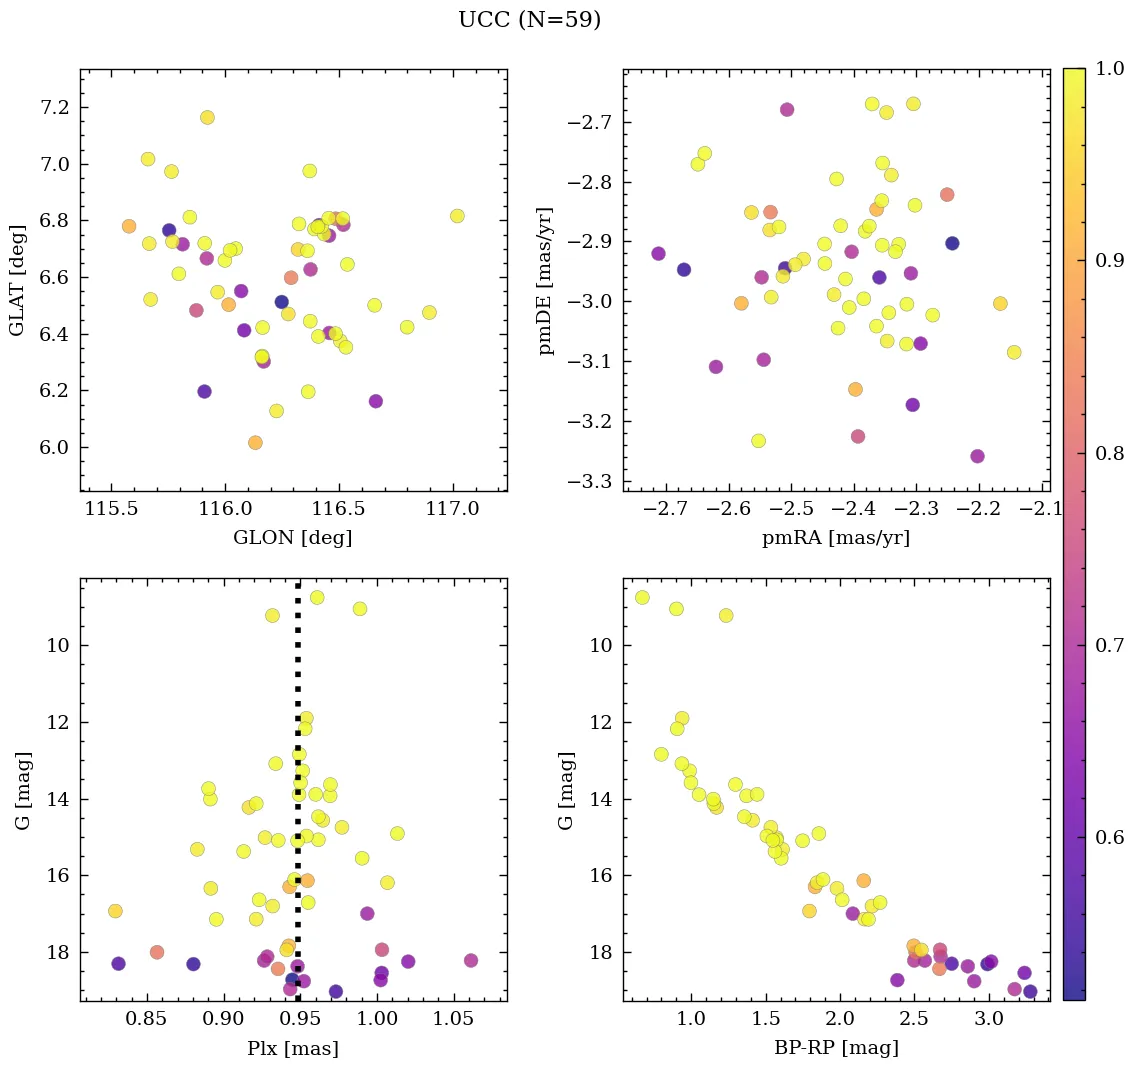 UCC (N=59)
7.2
7.0
6.8
6.6
6.4
6.2
6.0
GLAT [deg]
115.5 116.0 116.5 117.0
GLON [deg]
−2.7
−2.8
−2.9
−3.0
−3.1
−3.2
−3.3
pmDE [mas/yr]
−2.7 −2.6 −2.5 −2.4 −2.3 −2.2 −2.1
pmRA [mas/yr]
1.0
0.9
0.8
0.7
0.6
10
12
14
16
18
G [mag]
0.85 0.90 0.95 1.00 1.05
Plx [mas]
10
12
14
16
18
G [mag]
1.0 1.5 2.0 2.5 3.0
BP-RP [mag]